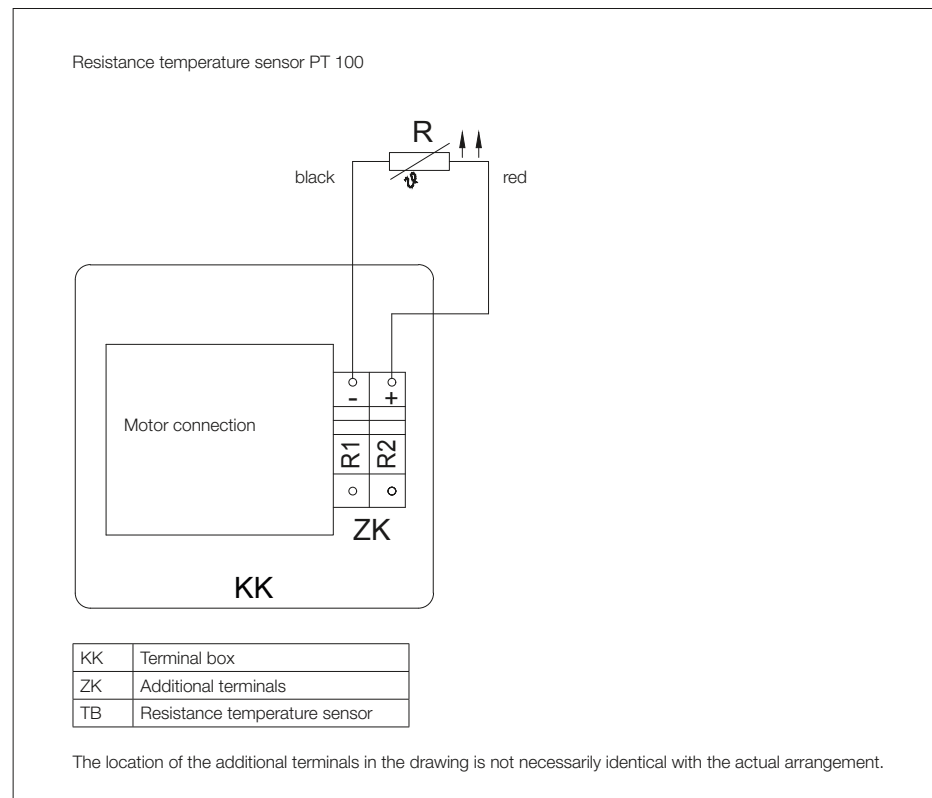 Resistance temperature sensor PT 100
R
black
red
ϑ
- +
Motor connection
R1 R2
ZK
KK
KK Terminal box
ZK Additional terminals
TB Resistance temperature sensor
The location of the additional terminals in the drawing is not necessarily identical with the actual arrangement.